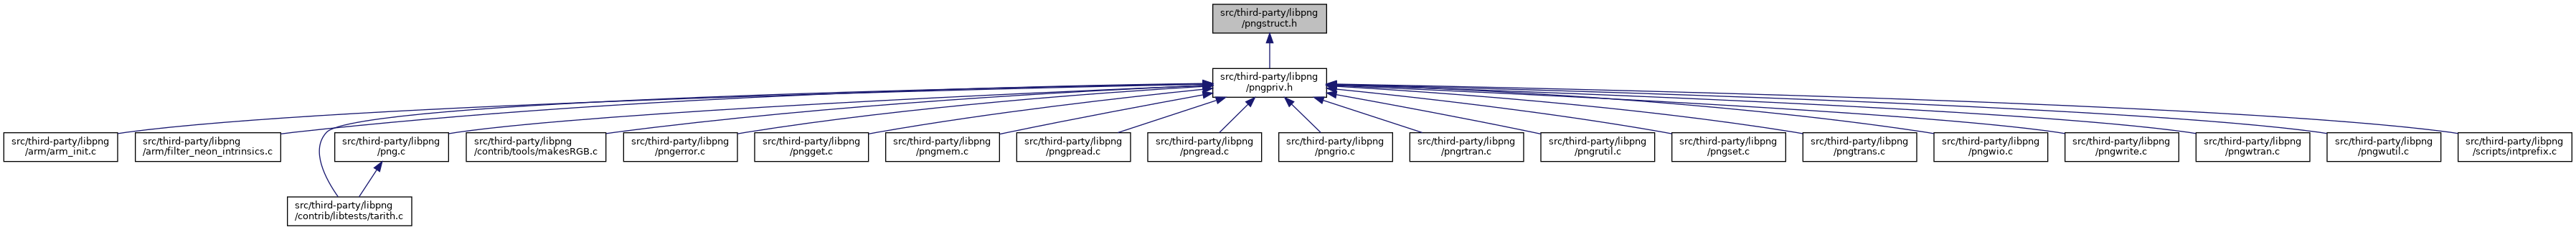 src/third-party/libpng
/pngstruct.h
src/third-party/libpng
/pngpriv.h
src/third-party/libpng
/arm/arm_init.c
src/third-party/libpng
/arm/filter_neon_intrinsics.c
src/third-party/libpng
/png.c
src/third-party/libpng
/contrib/tools/makesRGB.c
src/third-party/libpng
/pngerror.c
src/third-party/libpng
/pngget.c
src/third-party/libpng
/pngmem.c
src/third-party/libpng
/pngpread.c
src/third-party/libpng
/pngread.c
src/third-party/libpng
/pngrio.c
src/third-party/libpng
/pngrtran.c
src/third-party/libpng
/pngrutil.c
src/third-party/libpng
/pngset.c
src/third-party/libpng
/pngtrans.c
src/third-party/libpng
/pngwio.c
src/third-party/libpng
/pngwrite.c
src/third-party/libpng
/pngwtran.c
src/third-party/libpng
/pngwutil.c
src/third-party/libpng
/scripts/intprefix.c
src/third-party/libpng
/contrib/libtests/tarith.c